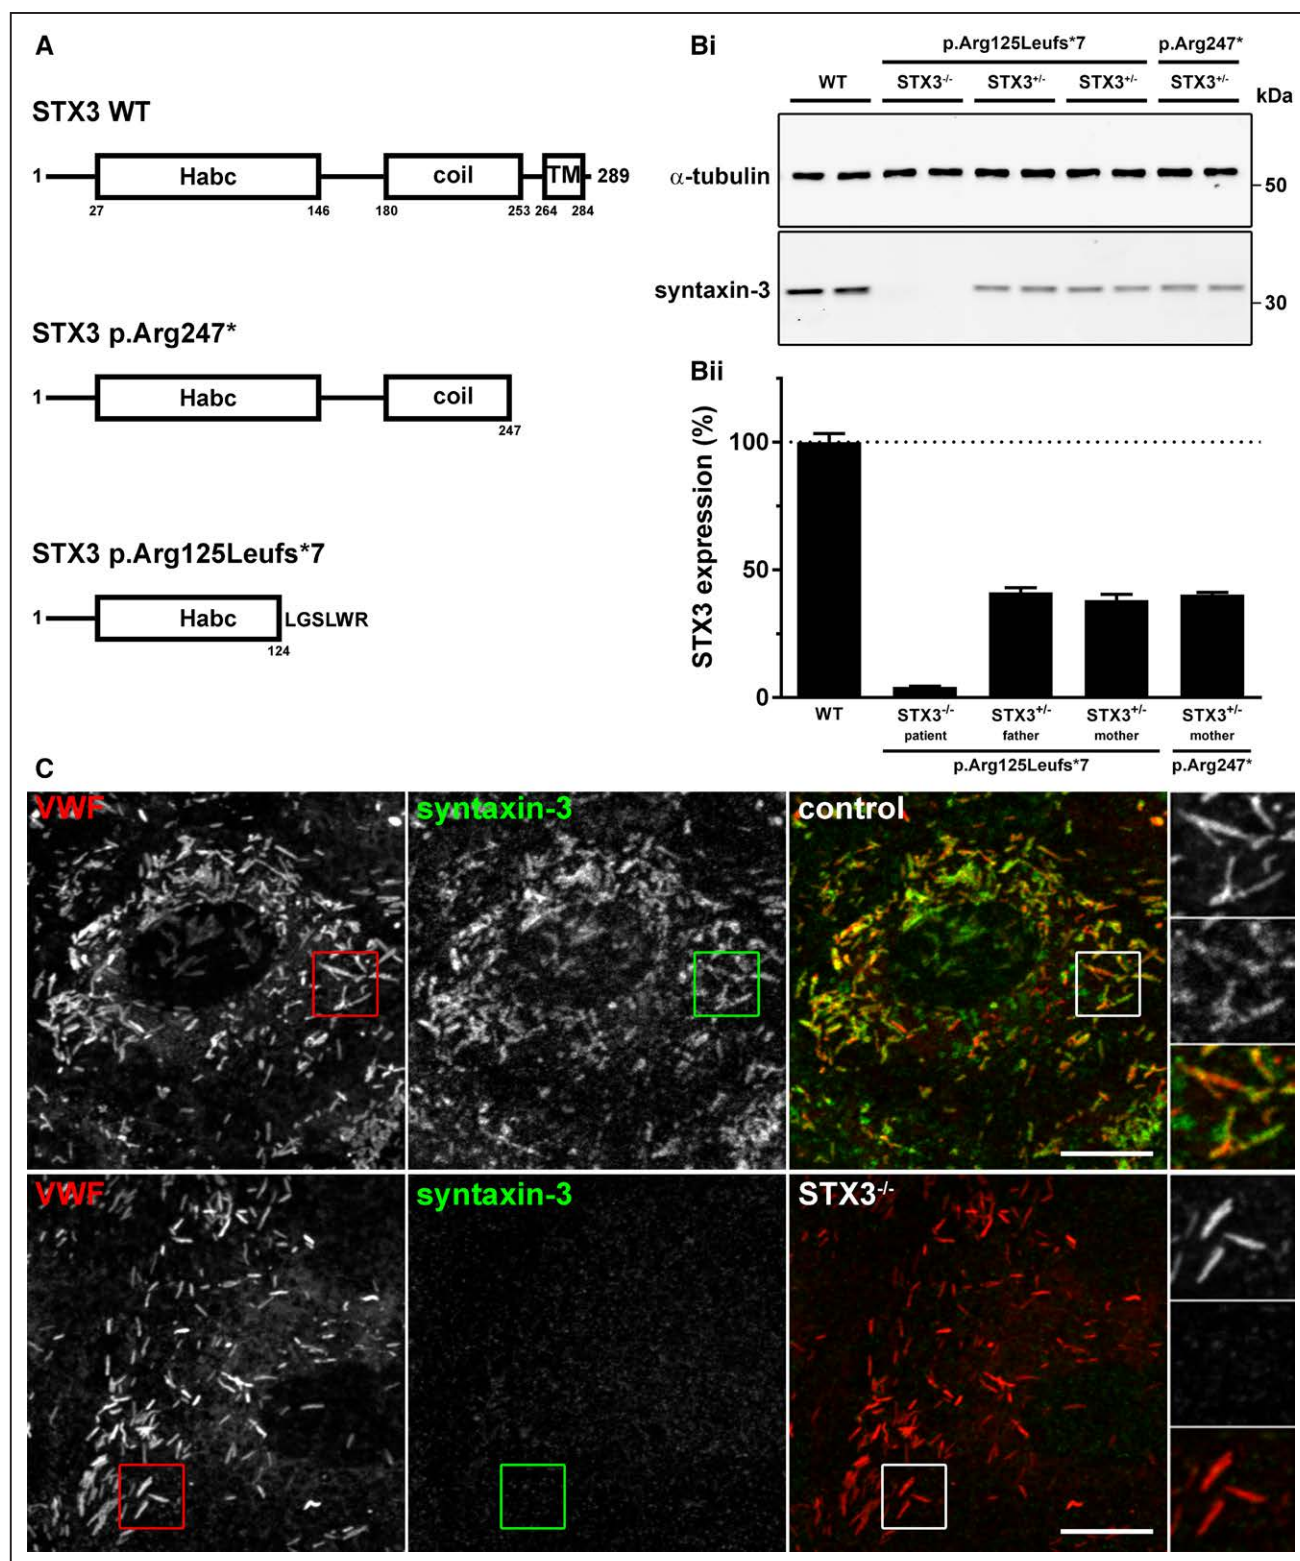 A
STX3 WT
1
Habc
coil
TM
289
27
146
180
253
264
284
STX3 p.Arg247*
1
Habc
coil
247
STX3 p.Arg125Leufs*7
1
Habc
LGSLWR
124
Bi
p.Arg125Leufs*7
p.Arg247*
WT
STX3-/-
STX3+/-
STX3+/-
STX3+/-
kDa
α-tubulin
50
syntaxin-3
30
Bii
STX3 expression (%)
100
50
0
WT
STX3-/-
patient
STX3+/-
father
STX3+/-
mother
STX3+/-
mother
p.Arg125Leufs*7
p.Arg247*
C
VWF
syntaxin-3
control
VWF
syntaxin-3
STX3-/-